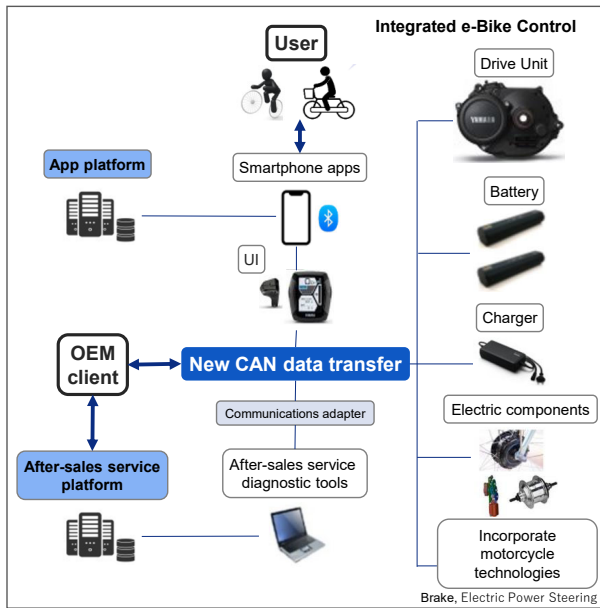 Integrated e-Bike Control
User
Drive Unit
YAMAHA
App platform
Smartphone apps
Battery
UI
Charger
OEM
client
New CAN data transfer
Communications adapter
Electric components
After-sales service
platform
After-sales service
diagnostic tools
Incorporate
motorcycle
technologies
Brake, Electric Power Steering